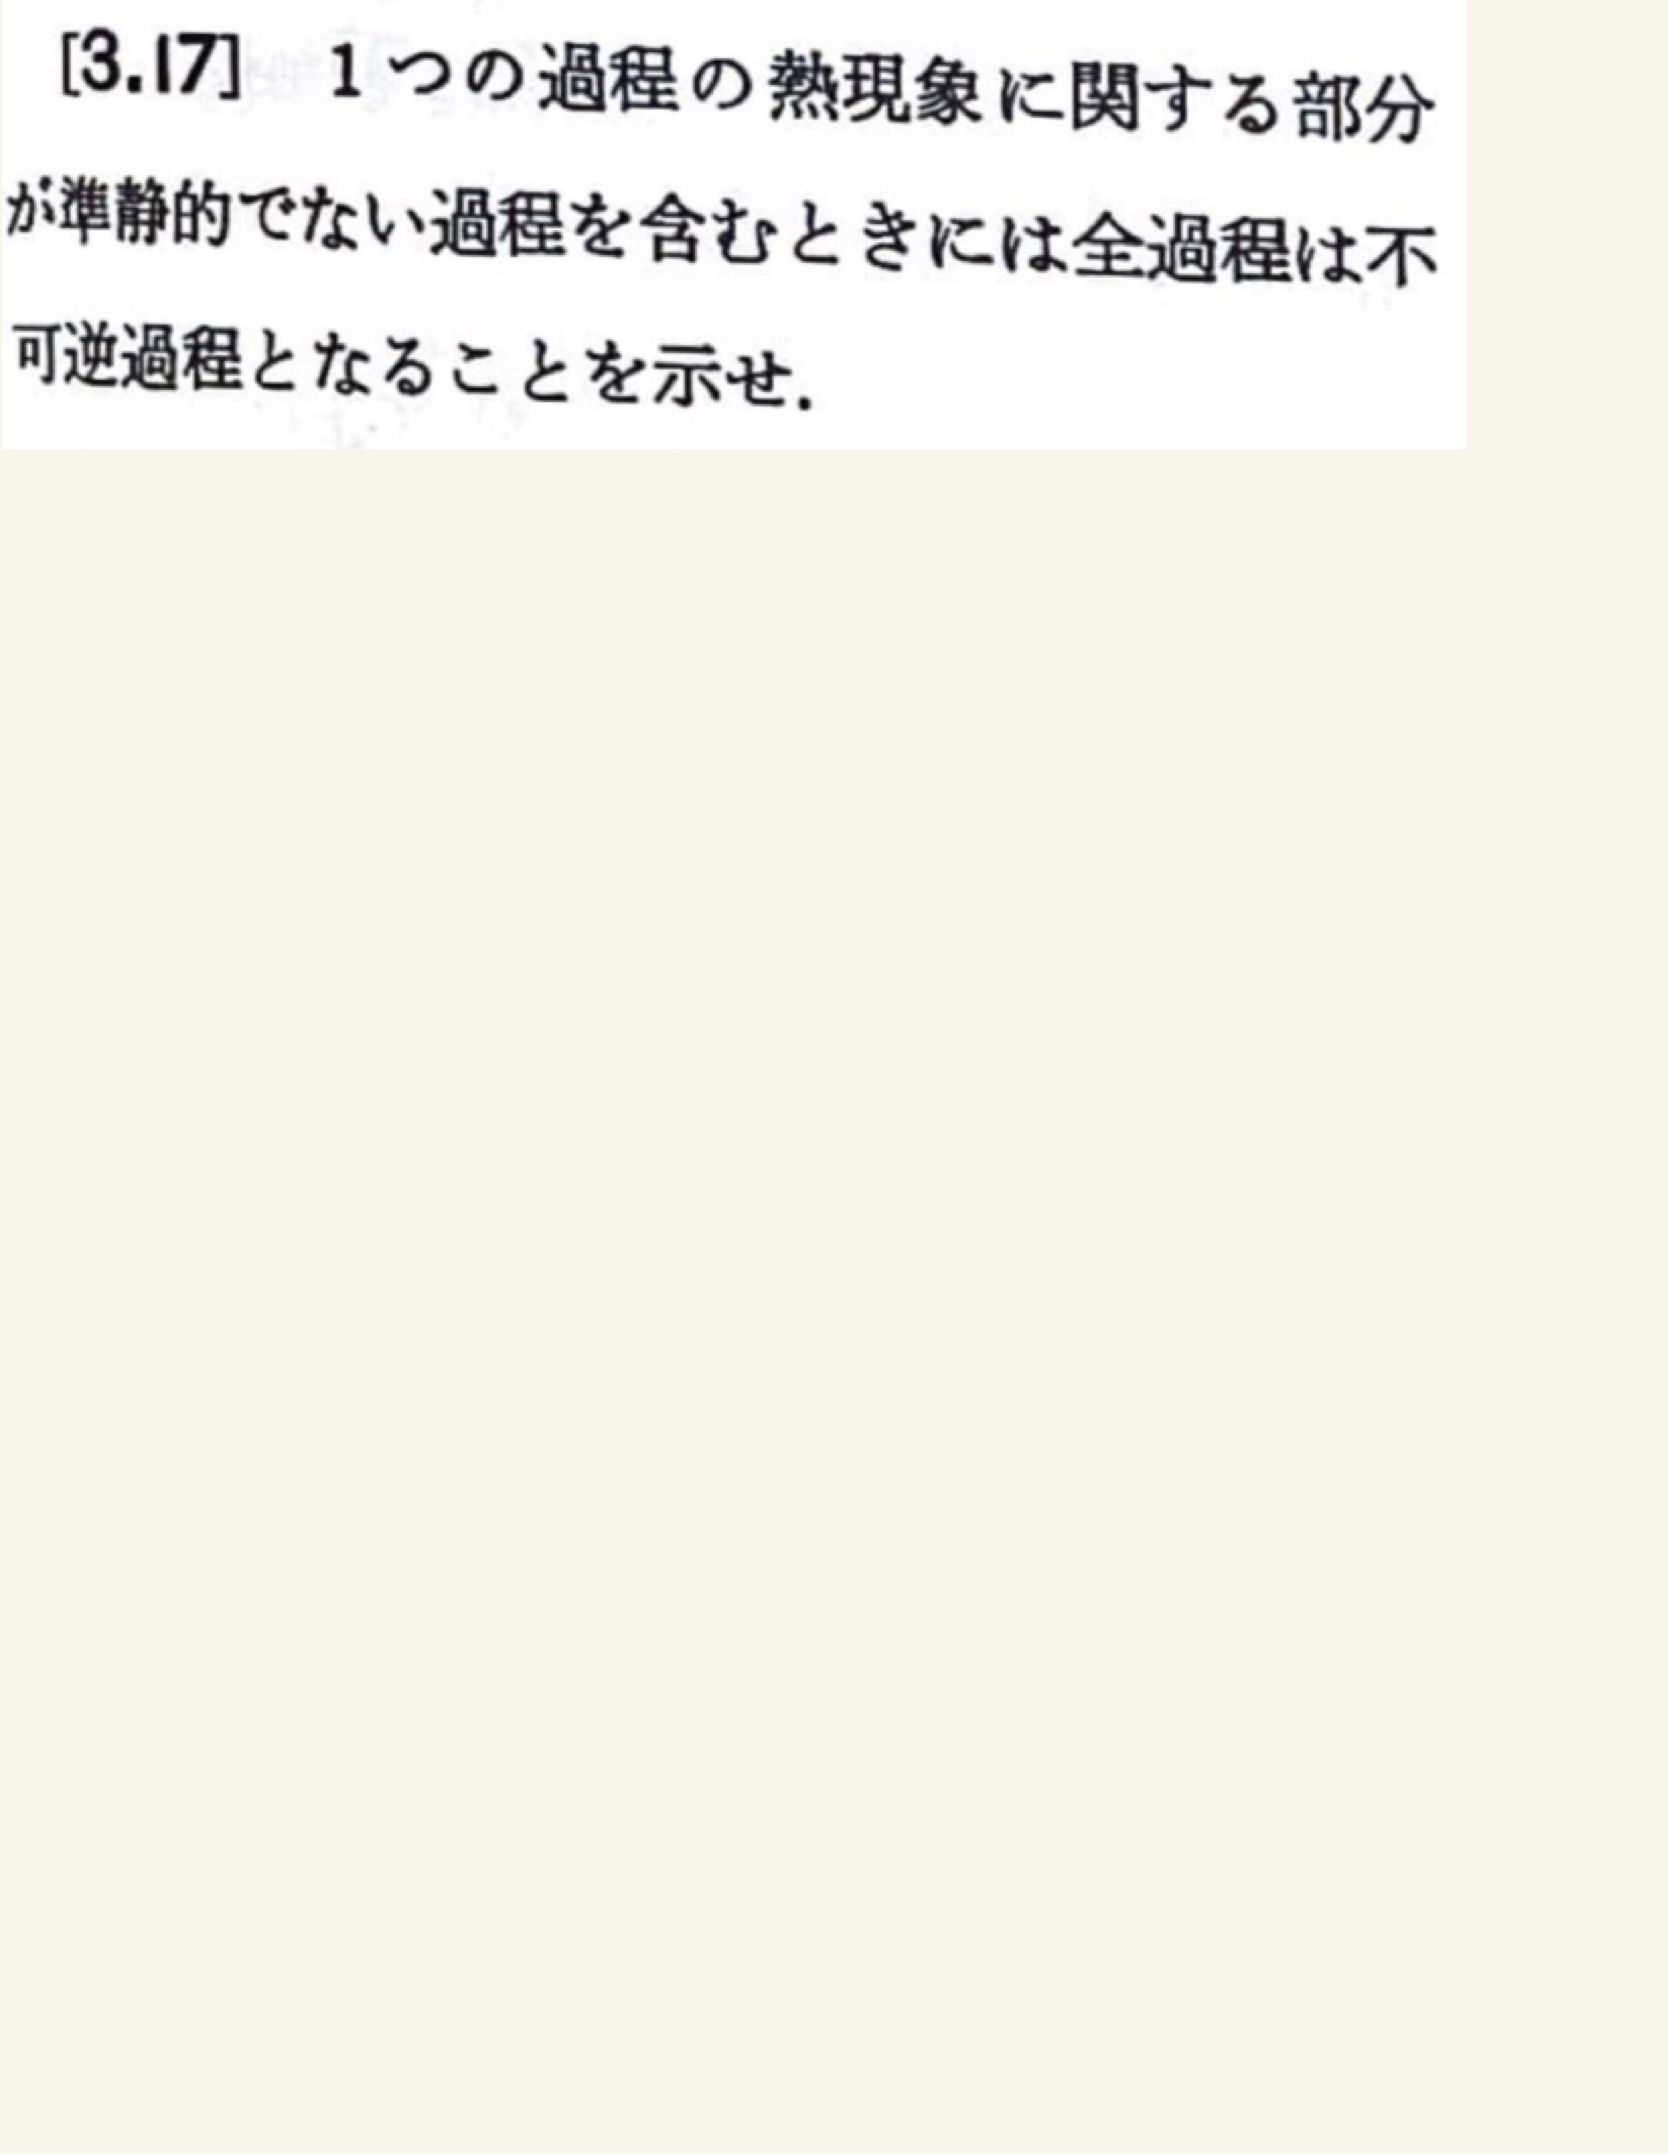 [3.17] 1つの過程の熱現象に関する部分
が準静的でない過程を含むときには全過程は不
可逆過程となることを示せ.